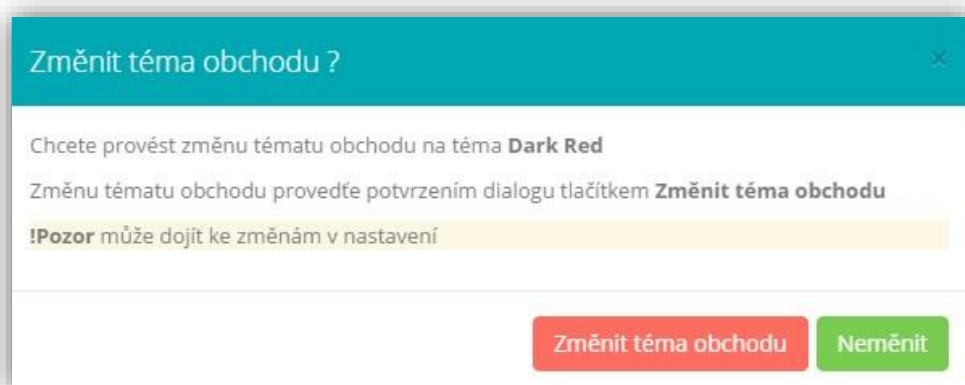 Změnit téma obchodu ?
Chcete provést změnu tématu obchodu na téma Dark Red
Změnu tématu obchodu proveďte potvrzením dialogu tlačítkem Změnit téma obchodu
!Pozor může dojít ke změnám v nastavení
Změnit téma obchodu Neměnit